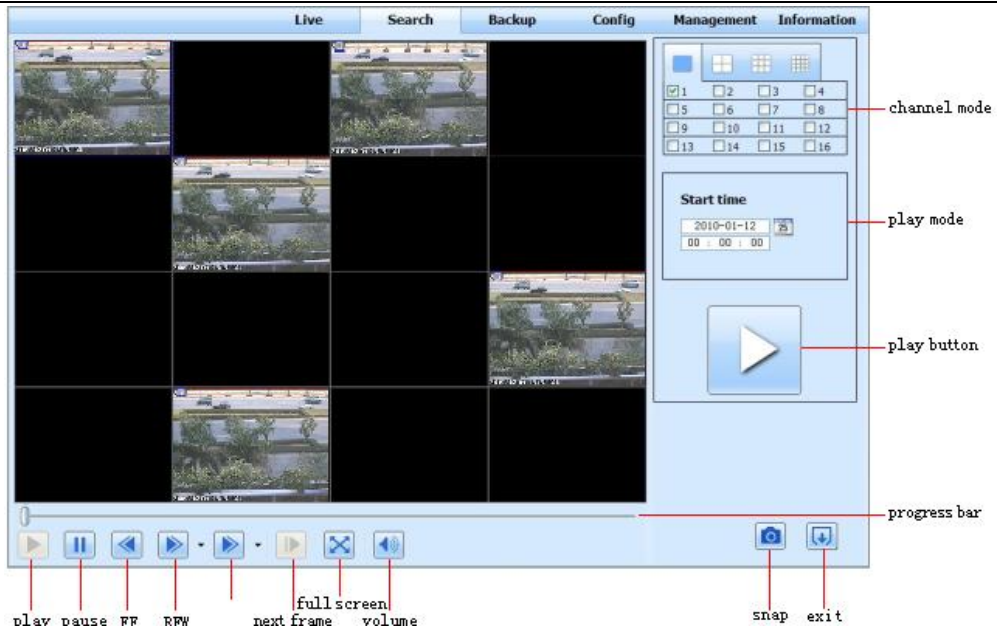 Live Search Backup Config Management Information
1 2 3 4
5 6 7 8
9 10 11 12
13 14 15 16
channel mode
Start time
2010-01-12 25
00 : 00 : 00
play mode
play button
progress bar
play pause FF RFW next frame full screen volume
snap exit